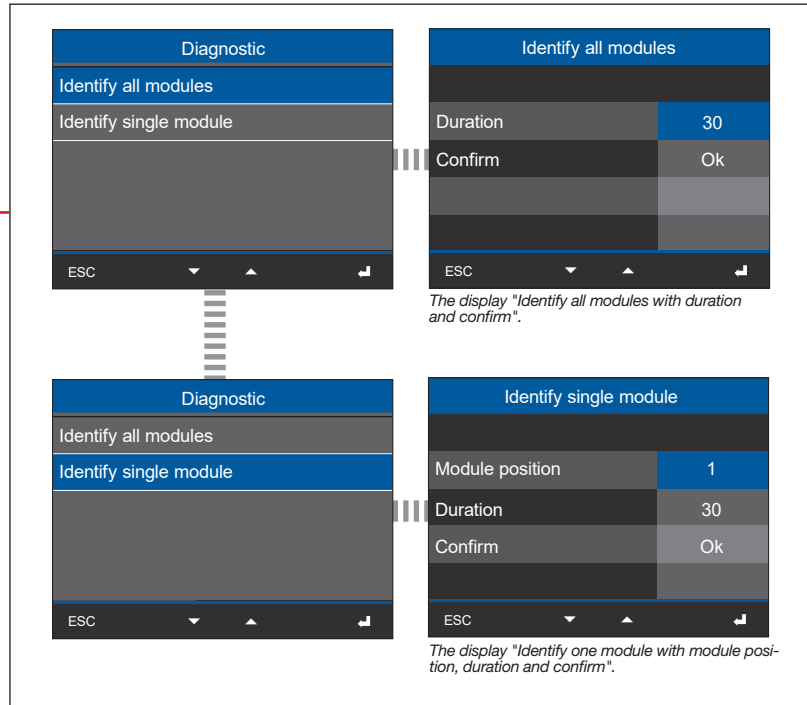 Diagnostic
Identify all modules
Identify single module
ESC
Identify all modules
Duration 30
Confirm Ok
ESC
The display "Identify all modules with duration
and confirm".
Diagnostic
Identify all modules
Identify single module
ESC
Identify single module
Module position 1
Duration 30
Confirm Ok
ESC
The display "Identify one module with module posi-
tion, duration and confirm".